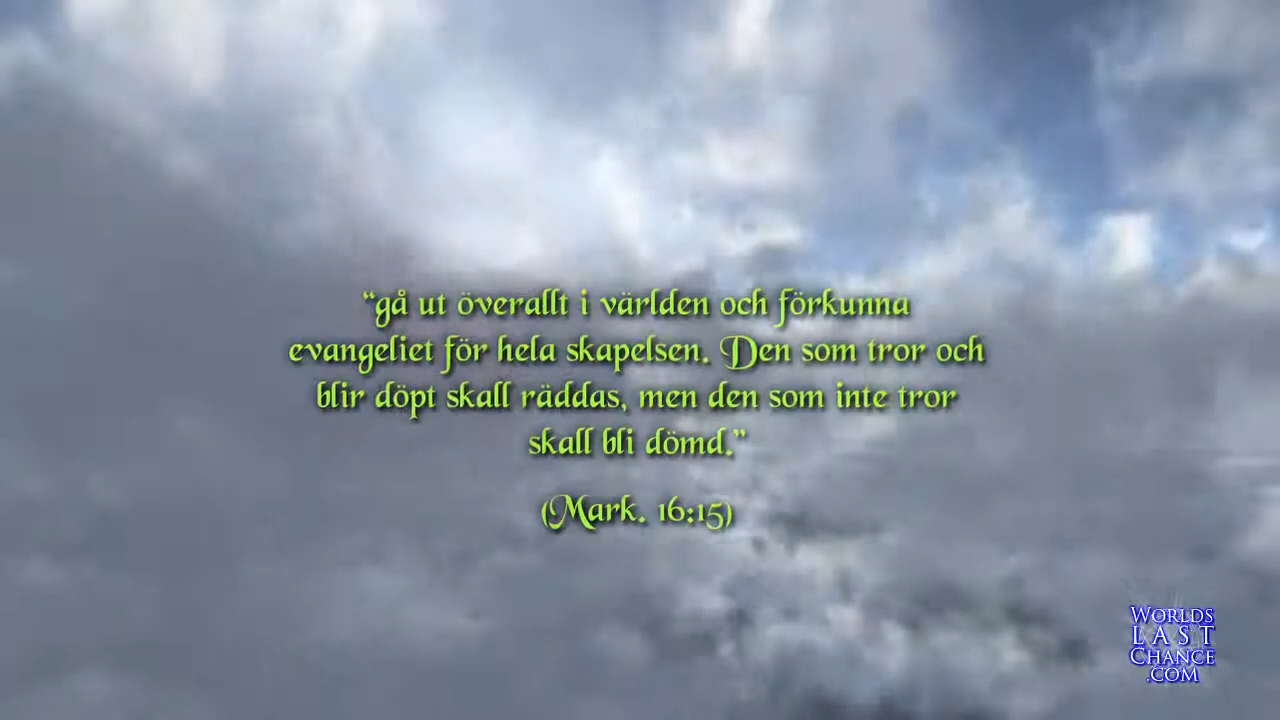 “gå ut överallt i världen och förkunna
evangeliet för hela skapelsen. Den som tror och
blir döpt skall räddas, men den som inte tror
skall bli dömd.”
(Mark. 16:15)
WORLDS
LAST
CHANCE
.COM